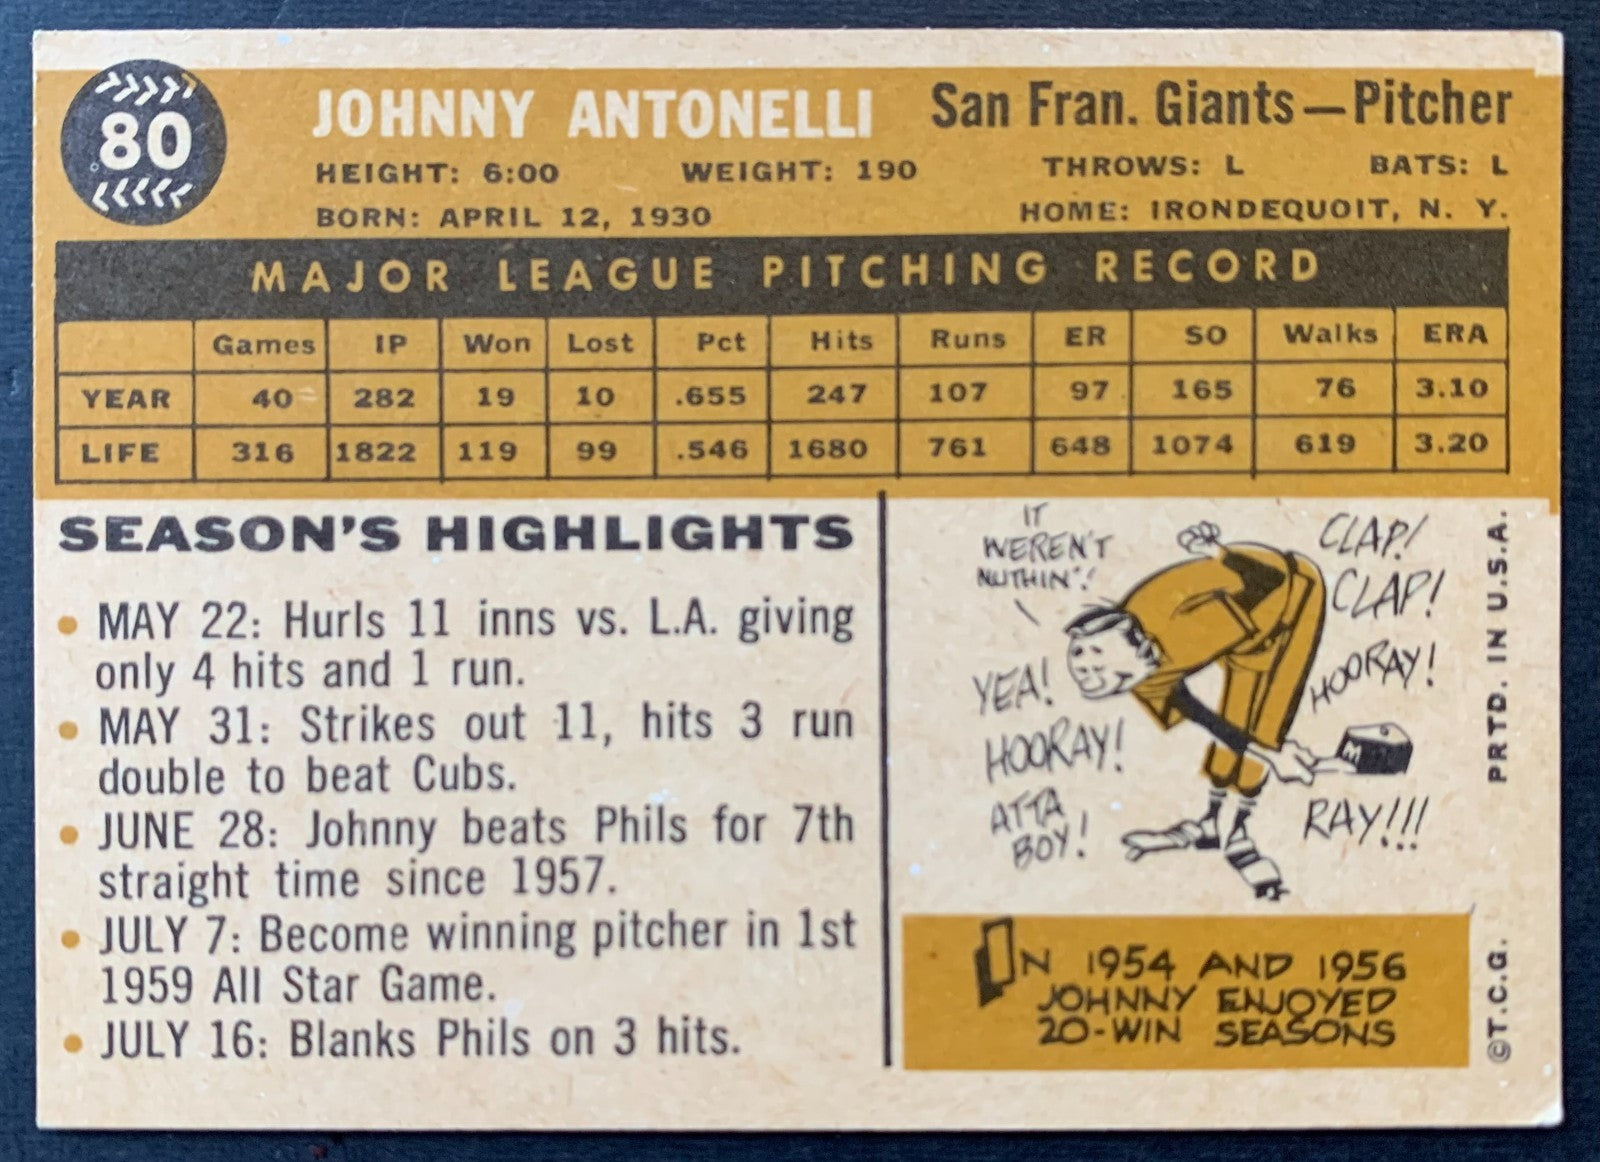 80
JOHNNY ANTONELLI San Fran. Giants—Pitcher
HEIGHT: 6:00 WEIGHT: 190 THROWS: L BATS: L
BORN: APRIL 12, 1930 HOME: IRONDEQUOIT, N. Y.
MAJOR LEAGUE PITCHING RECORD
Games IP Won Lost Pct Hits Runs ER SO Walks ERA
YEAR 40 282 19 10 .655 247 107 97 165 76 3.10
LIFE 316 1822 119 99 .546 1680 761 648 1074 619 3.20
SEASON'S HIGHLIGHTS
• MAY 22: Hurls 11 inns vs. L.A. giving
only 4 hits and 1 run.
• MAY 31: Strikes out 11, hits 3 run
double to beat Cubs.
• JUNE 28: Johnny beats Phils for 7th
straight time since 1957.
• JULY 7: Become winning pitcher in 1st
1959 All Star Game.
• JULY 16: Blanks Phils on 3 hits.
IT
WEREN'T
NUTHIN'!
CLAP!
CLAP!
HOORAY!
YEA!
HOORAY!
ATTA
BOY!
RAY!!!
IN 1954 AND 1956
JOHNNY ENJOYED
20-WIN SEASONS
©T.C.G. PRTD. IN U.S.A.